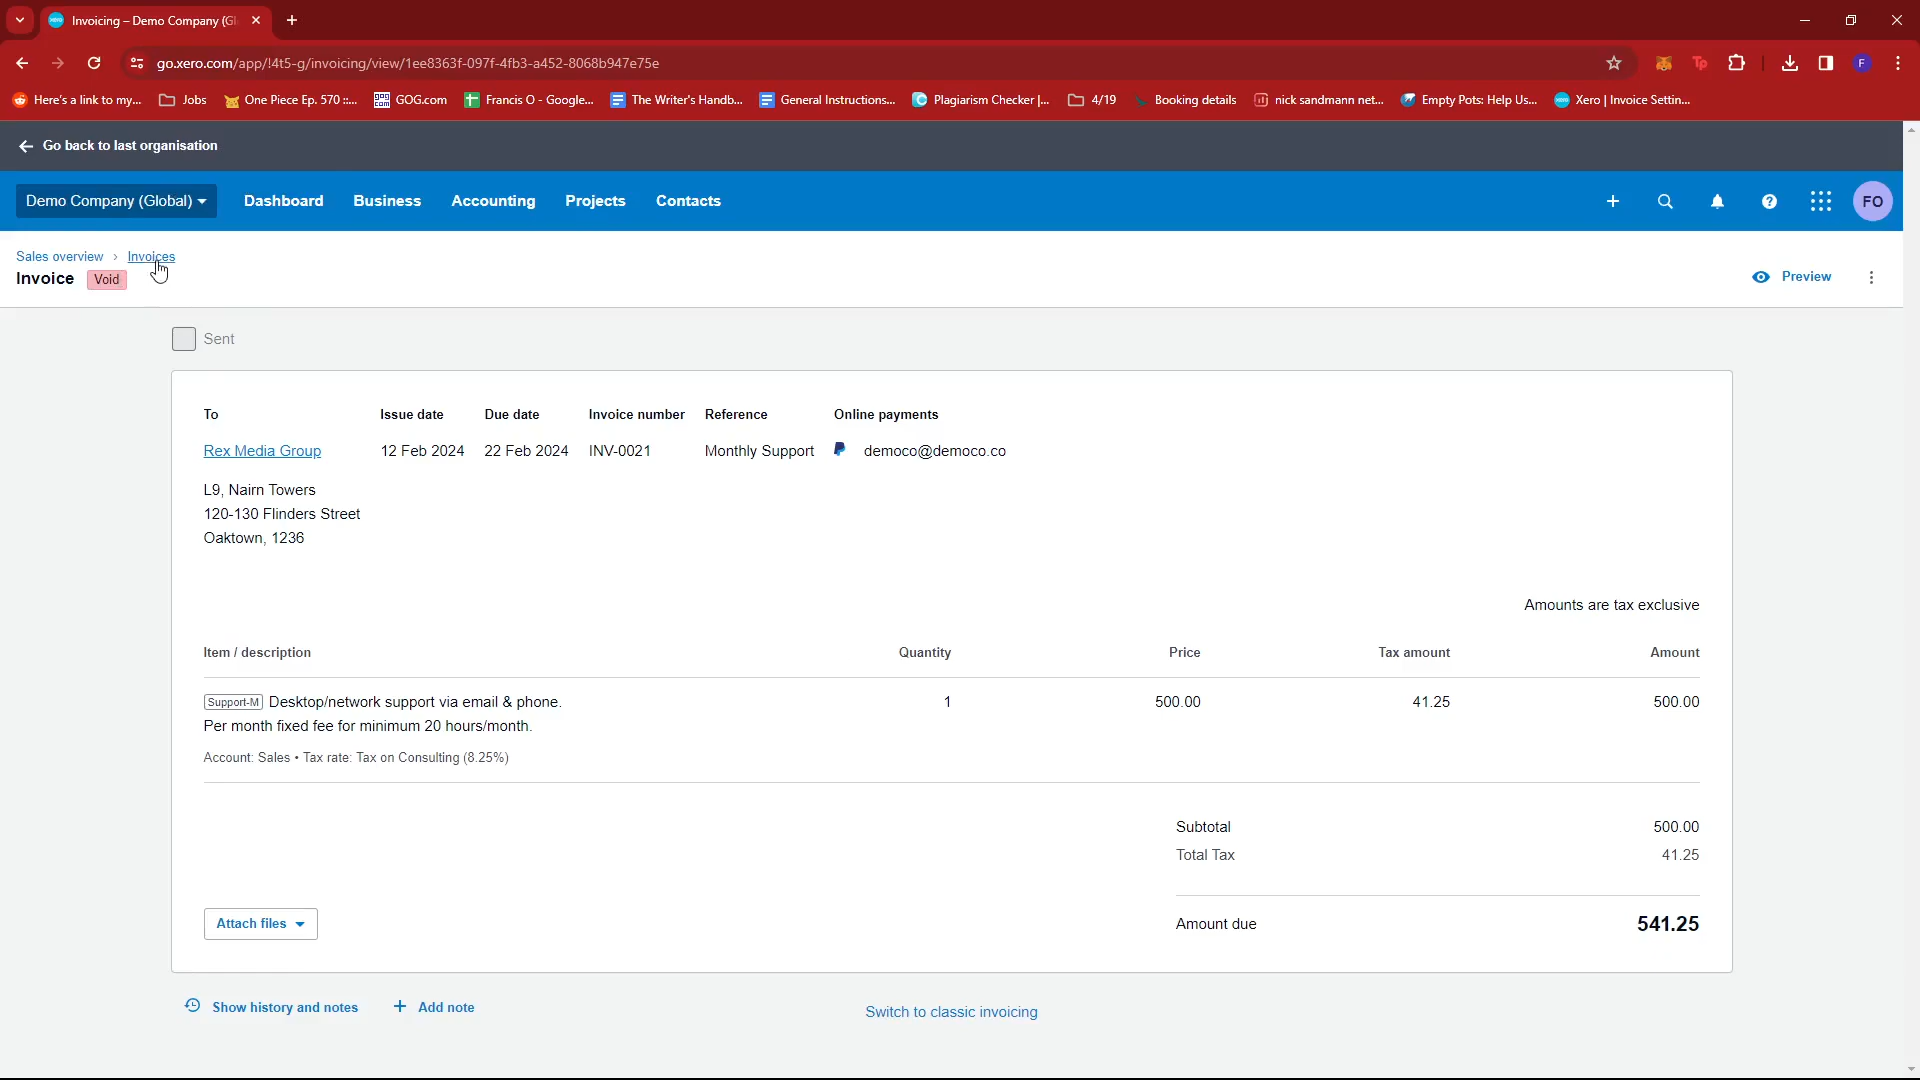 Invoicing – Demo Company (Gl
go.xero.com/app/!4t5-g/invoicing/view/1ee8363f-097f-4fb3-a452-8068b947e75e
Tp
F
Here's a link to my...
Jobs
One Piece Ep. 570 ::...
GOG.com
Francis O - Google...
The Writer's Handb...
General Instructions...
Plagiarism Checker |...
4/19
Booking details
nick sandmann net...
Empty Pots: Help Us...
Xero | Invoice Settin...
Go back to last organisation
Demo Company (Global)
Dashboard
Business
Accounting
Projects
Contacts
FO
Sales overview › Invoices
Invoice Void
Preview
Sent
To
Issue date
Due date
Invoice number
Reference
Online payments
Rex Media Group
12 Feb 2024
22 Feb 2024
INV-0021
Monthly Support
democo@democo.co
L9, Nairn Towers
120-130 Flinders Street
Oaktown, 1236
Amounts are tax exclusive
Item / description
Quantity
Price
Tax amount
Amount
Support-M Desktop/network support via email & phone.
1
500.00
41.25
500.00
Per month fixed fee for minimum 20 hours/month.
Account: Sales • Tax rate: Tax on Consulting (8.25%)
Subtotal 500.00
Total Tax 41.25
Attach files
Amount due 541.25
Show history and notes
Add note
Switch to classic invoicing